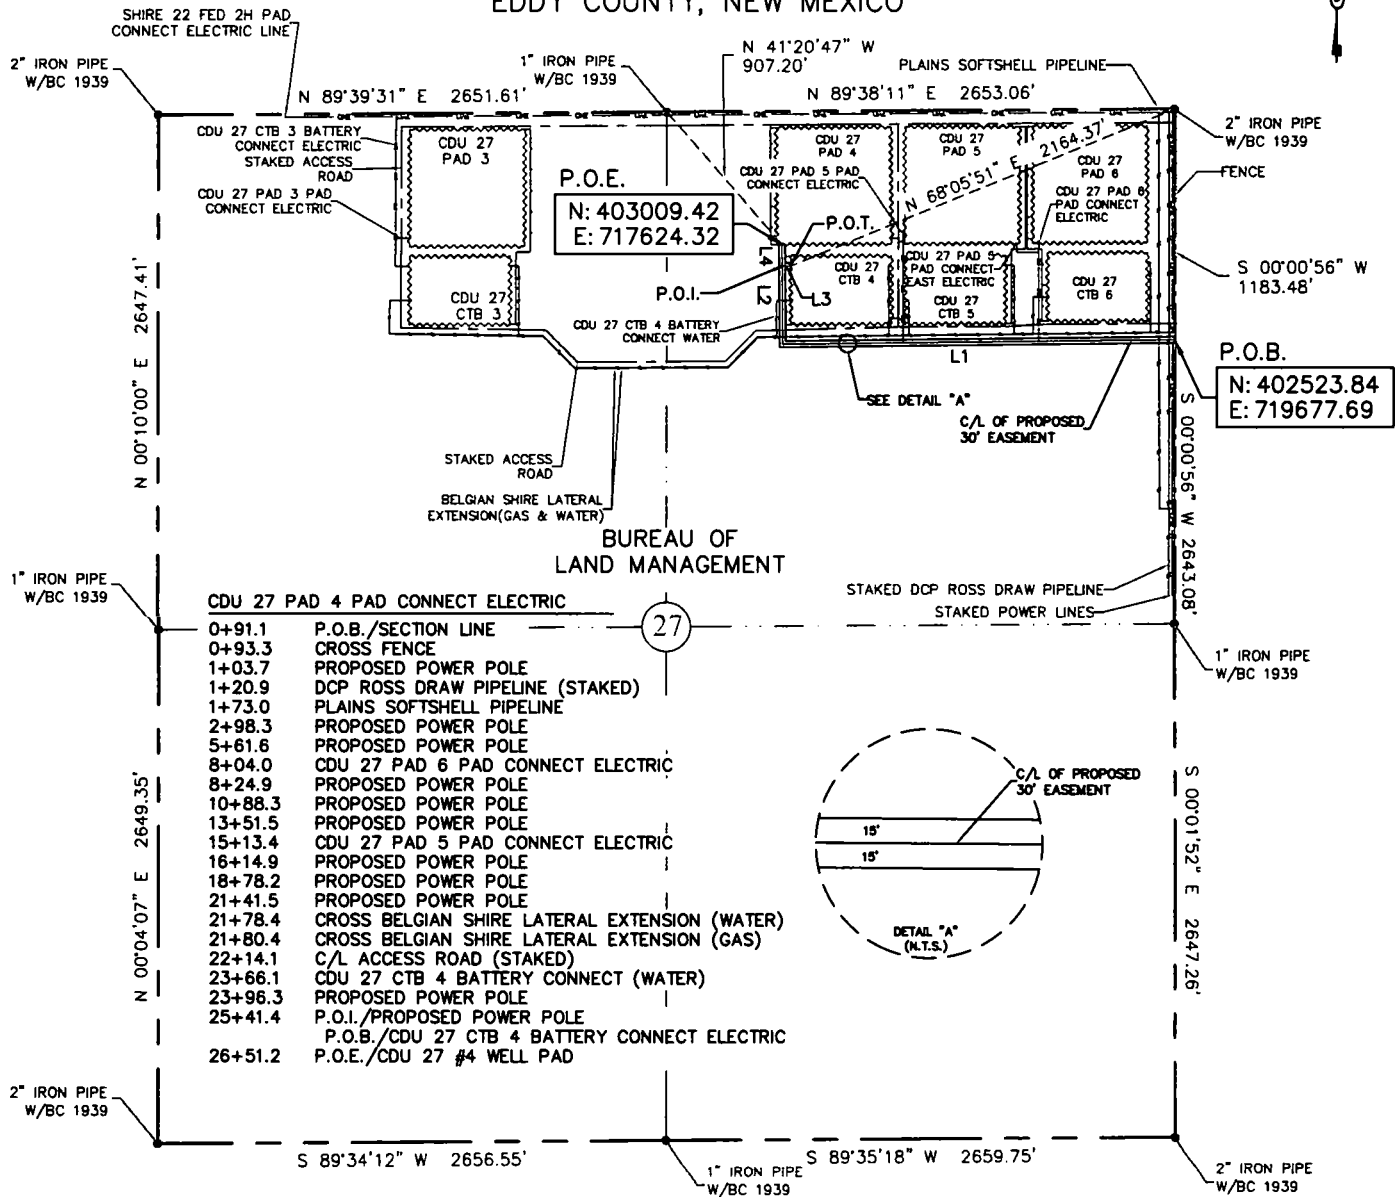 EDDY COUNTY, NEW MEXICO
SHIRE 22 FED 2H PAD
CONNECT ELECTRIC LINE
2" IRON PIPE
W/BC 1939
1" IRON PIPE
W/BC 1939
N 41°20'47" W
907.20'
PLAINS SOFTSHELL PIPELINE
N 89°39'31" E 2651.61'
N 89°38'11" E 2653.06'
2" IRON PIPE
W/BC 1939
FENCE
CDU 27 CTB 3 BATTERY
CONNECT ELECTRIC
STAKED ACCESS
ROAD
CDU 27 PAD 3 PAD
CONNECT ELECTRIC
CDU 27
PAD 3
CDU 27
CTB 3
P.O.E.
N: 403009.42
E: 717624.32
CDU 27
PAD 4
CDU 27
PAD 5
CDU 27
PAD 6
CDU 27 PAD 5 PAD
CONNECT ELECTRIC
N 68°05'51" E 2164.37'
CDU 27 PAD 6
PAD CONNECT
ELECTRIC
P.O.T.
L4
P.O.I.
L2
L3
CDU 27
CTB 4
CDU 27 PAD 5
PAD CONNECT
EAST ELECTRIC
CDU 27
CTB 5
CDU 27
CTB 6
S 00°00'56" W
1183.48'
CDU 27 CTB 4 BATTERY
CONNECT WATER
L1
P.O.B.
N: 402523.84
E: 719677.69
SEE DETAIL "A"
C/L OF PROPOSED
30' EASEMENT
N 00°10'00" E 2647.41'
S 00°00'56" W 2643.08'
STAKED ACCESS
ROAD
BELGIAN SHIRE LATERAL
EXTENSION(GAS & WATER)
BUREAU OF
LAND MANAGEMENT
STAKED DCP ROSS DRAW PIPELINE
STAKED POWER LINES
1" IRON PIPE
W/BC 1939
27
1" IRON PIPE
W/BC 1939
CDU 27 PAD 4 PAD CONNECT ELECTRIC
0+91.1 P.O.B./SECTION LINE
0+93.3 CROSS FENCE
1+03.7 PROPOSED POWER POLE
1+20.9 DCP ROSS DRAW PIPELINE (STAKED)
1+73.0 PLAINS SOFTSHELL PIPELINE
2+98.3 PROPOSED POWER POLE
5+61.6 PROPOSED POWER POLE
8+04.0 CDU 27 PAD 6 PAD CONNECT ELECTRIC
8+24.9 PROPOSED POWER POLE
10+88.3 PROPOSED POWER POLE
13+51.5 PROPOSED POWER POLE
15+13.4 CDU 27 PAD 5 PAD CONNECT ELECTRIC
16+14.9 PROPOSED POWER POLE
18+78.2 PROPOSED POWER POLE
21+41.5 PROPOSED POWER POLE
21+78.4 CROSS BELGIAN SHIRE LATERAL EXTENSION (WATER)
21+80.4 CROSS BELGIAN SHIRE LATERAL EXTENSION (GAS)
22+14.1 C/L ACCESS ROAD (STAKED)
23+66.1 CDU 27 CTB 4 BATTERY CONNECT (WATER)
23+96.3 PROPOSED POWER POLE
25+41.4 P.O.I./PROPOSED POWER POLE
P.O.B./CDU 27 CTB 4 BATTERY CONNECT ELECTRIC
26+51.2 P.O.E./CDU 27 #4 WELL PAD
C/L OF PROPOSED
30' EASEMENT
15'
15'
DETAIL "A"
(N.T.S.)
N 00°04'07" E 2649.35'
S 00°01'52" E 2647.26'
2" IRON PIPE
W/BC 1939
S 89°34'12" W 2656.55'
1" IRON PIPE
W/BC 1939
S 89°35'18" W 2659.75'
2" IRON PIPE
W/BC 1939